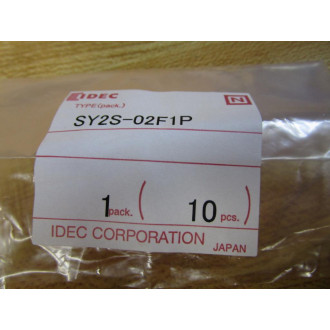 IDEC
N
TYPE(pack.)
SY2S-02F1P
1 pack. ( 10 pcs. )
IDEC CORPORATION
JAPAN